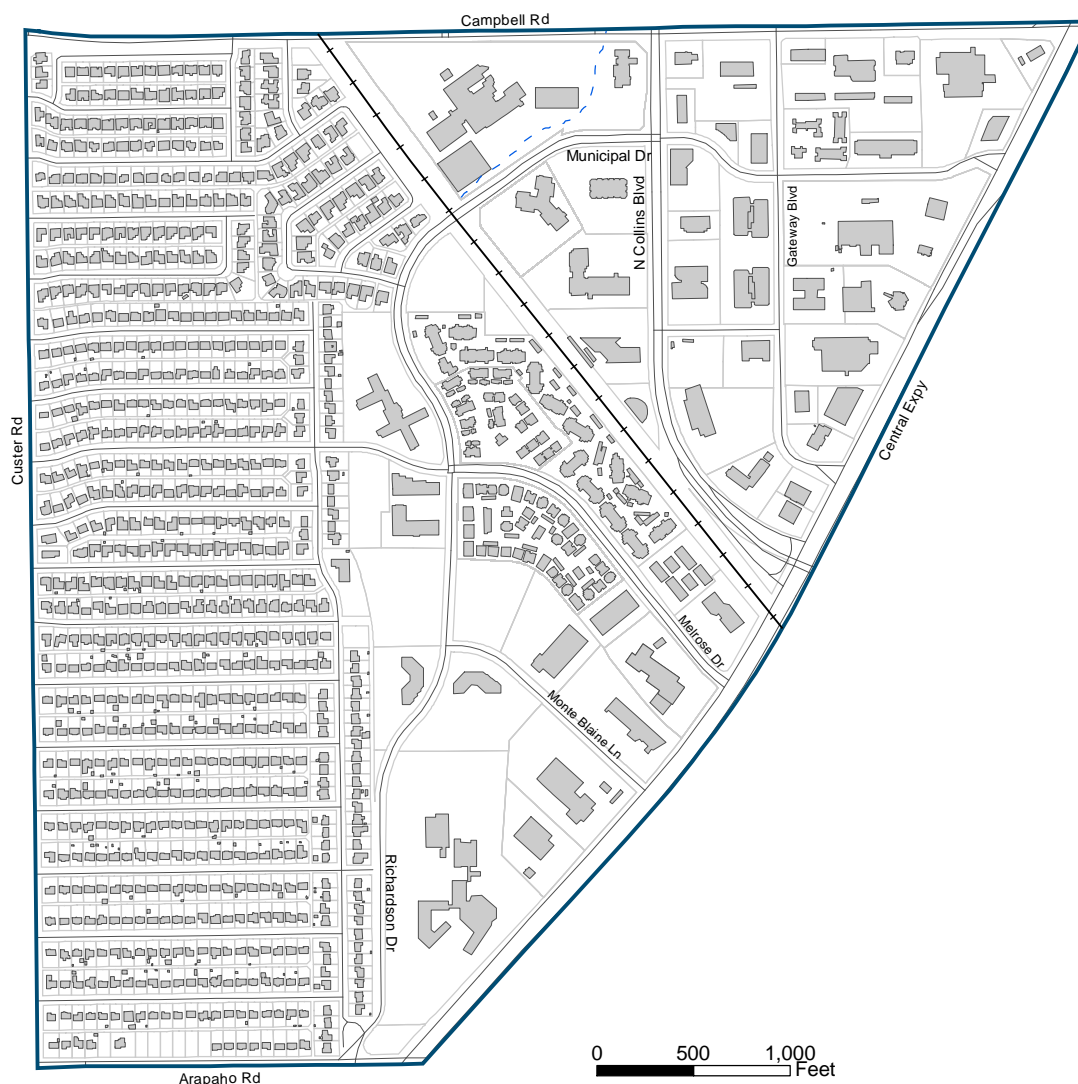 Campbell Rd
Municipal Dr
N Collins Blvd
Gateway Blvd
Custer Rd
Central Expy
Melrose Dr
Monte Blaine Ln
Richardson Dr
Arapaho Rd
0 500 1,000
Feet